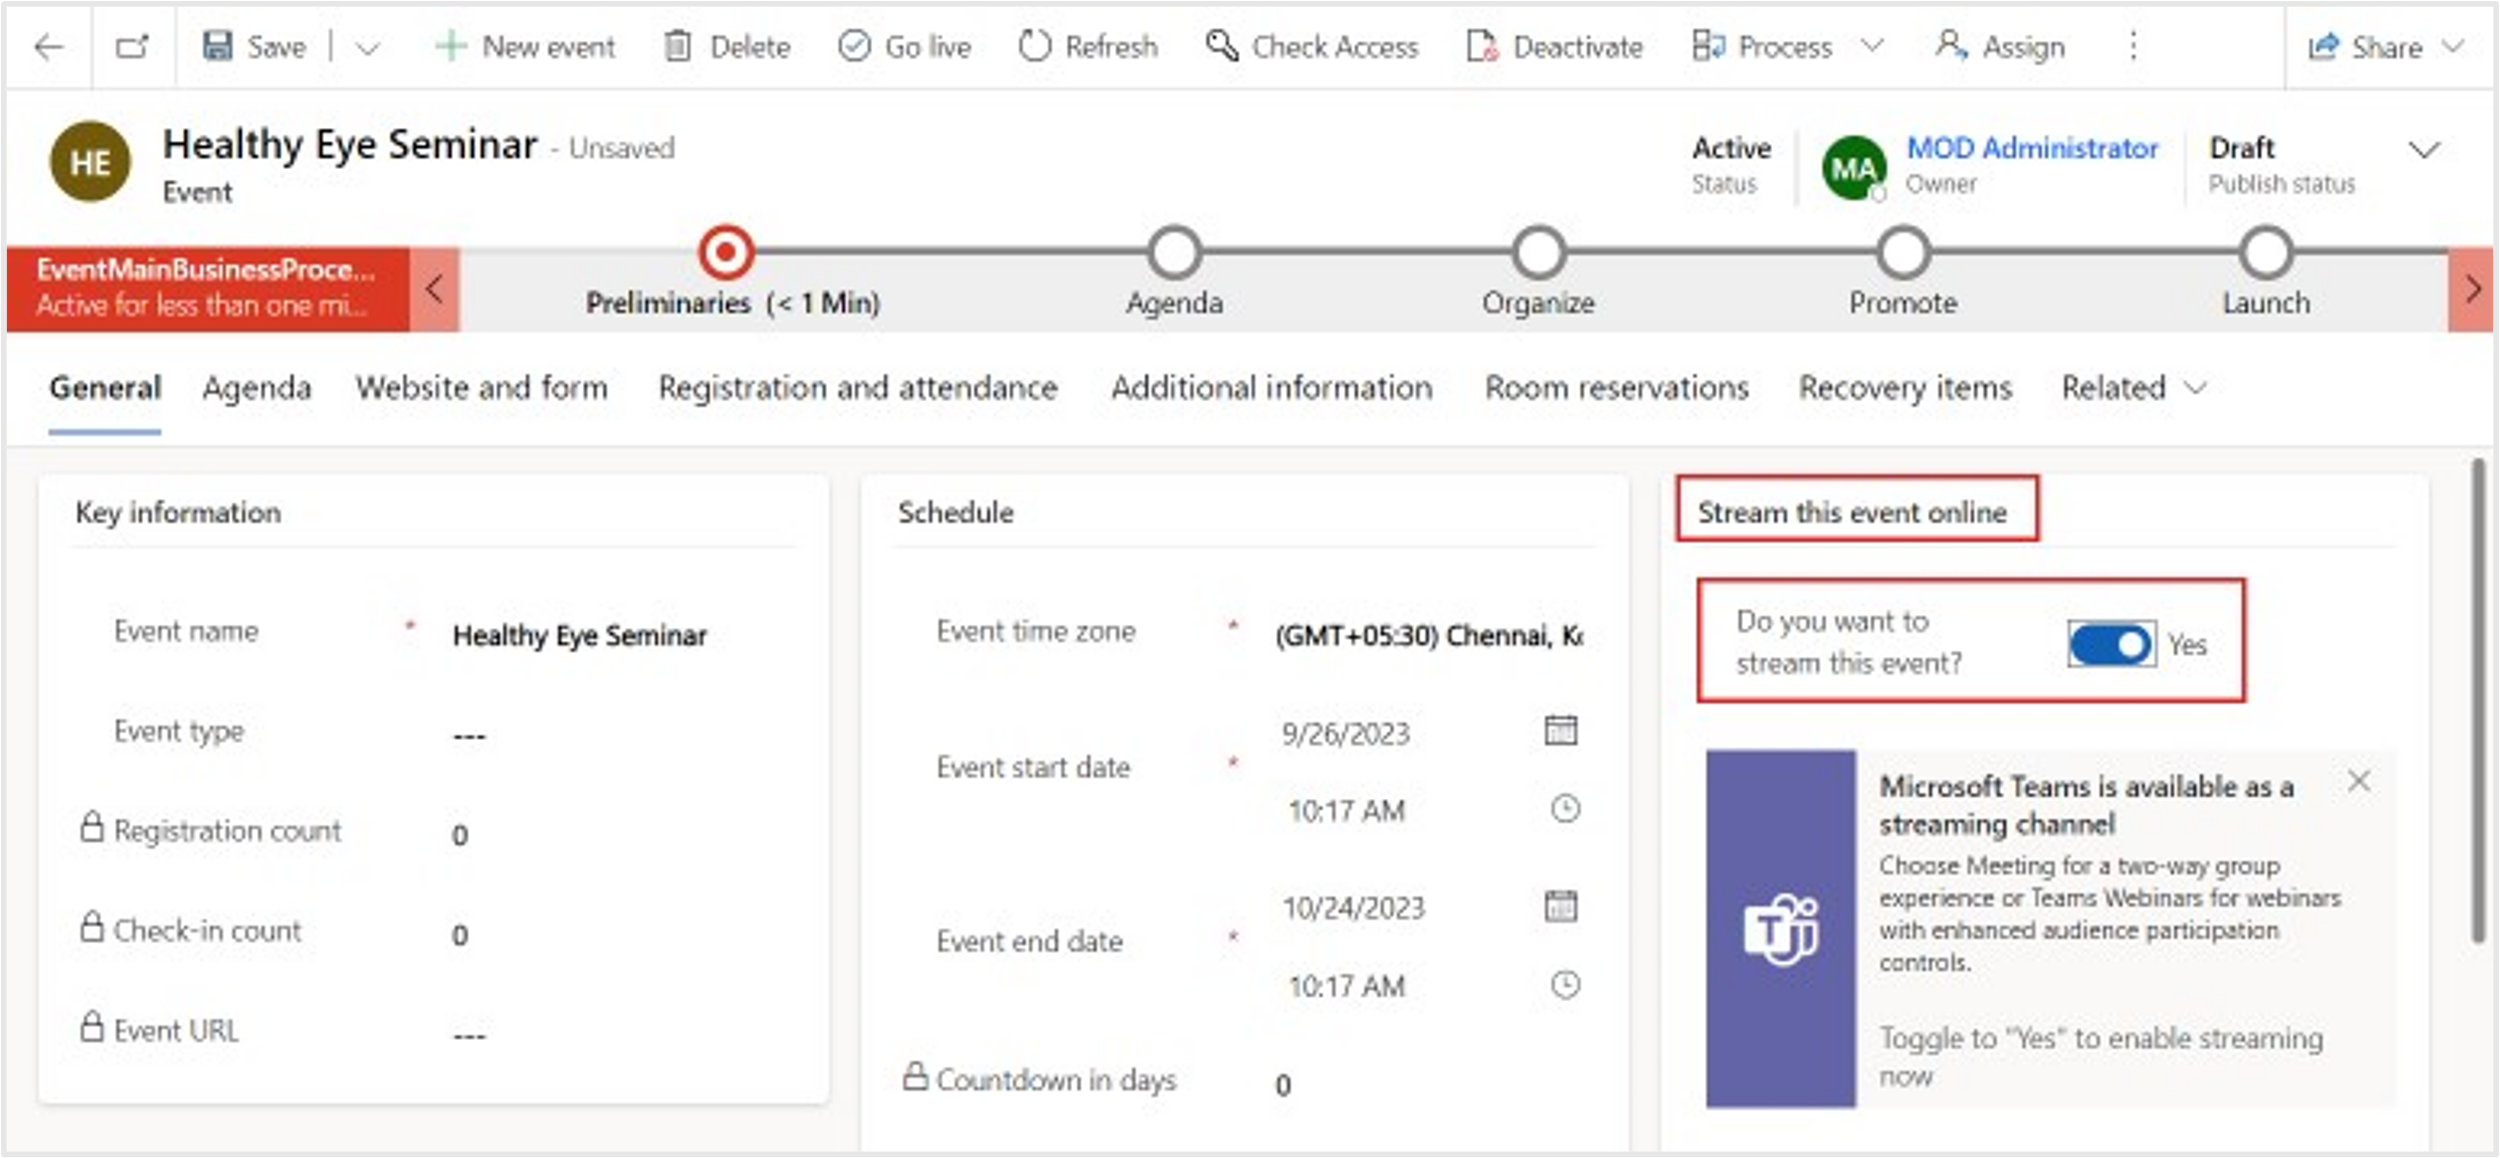 Save
New event
Delete
Go live
Refresh
Check Access
Deactivate
Process
Assign
Share
HE
Healthy Eye Seminar - Unsaved
Event
Active
Status
MA
MOD Administrator
Owner
Draft
Publish status
EventMainBusinessProce...
Active for less than one mi...
Preliminaries (< 1 Min)
Agenda
Organize
Promote
Launch
General
Agenda
Website and form
Registration and attendance
Additional information
Room reservations
Recovery items
Related
Key information
Event name * Healthy Eye Seminar
Event type ---
Registration count 0
Check-in count 0
Event URL ---
Schedule
Event time zone * (GMT+05:30) Chennai, Ko
Event start date * 9/26/2023
10:17 AM
Event end date * 10/24/2023
10:17 AM
Countdown in days 0
Stream this event online
Do you want to
stream this event?
Yes
Microsoft Teams is available as a
streaming channel
Choose Meeting for a two-way group
experience or Teams Webinars for webinars
with enhanced audience participation
controls.
Toggle to "Yes" to enable streaming
now